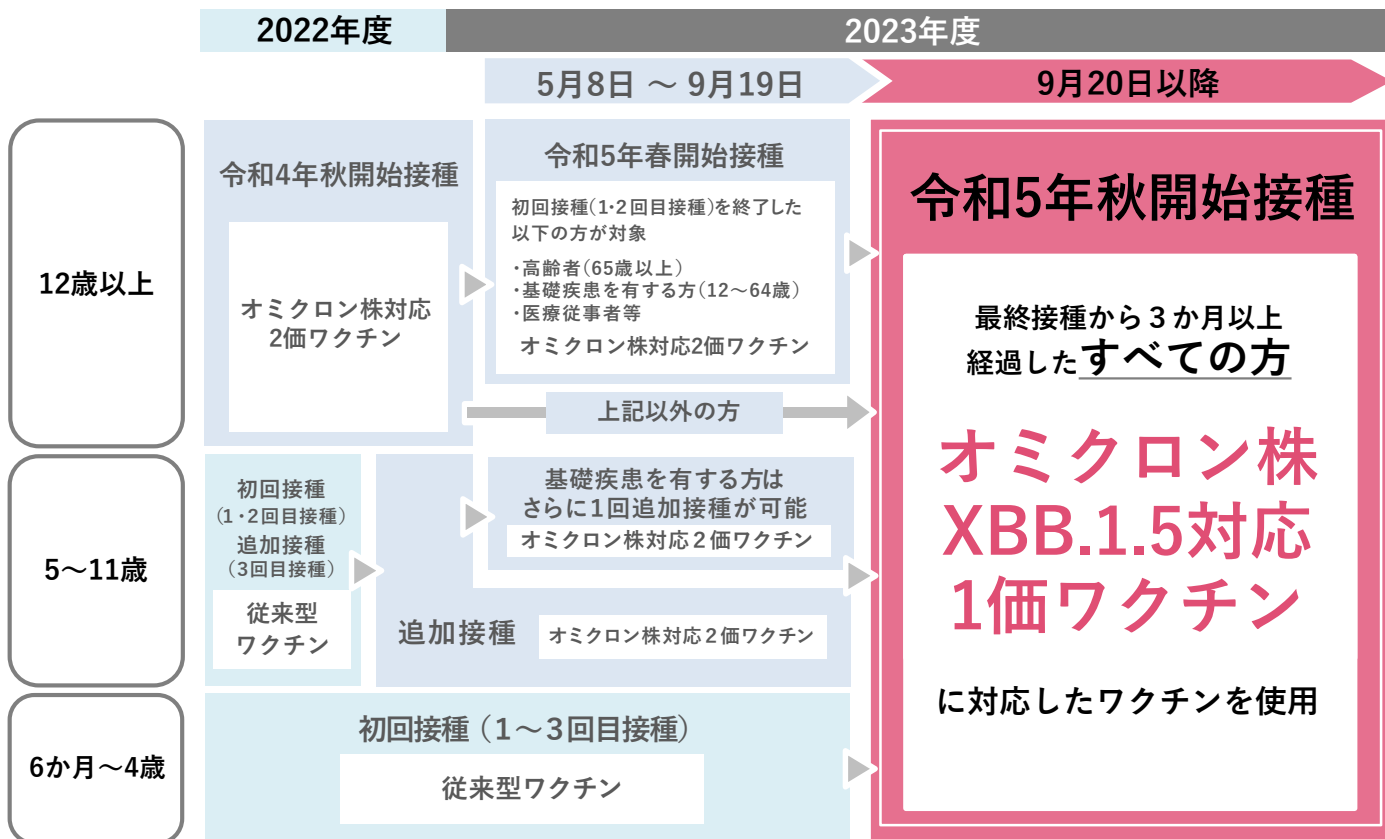 2022年度
2023年度
5月8日 ～ 9月19日
9月20日以降
12歳以上
令和4年秋開始接種
オミクロン株対応
2価ワクチン
令和5年春開始接種
初回接種(1・2回目接種)を終了した
以下の方が対象
・高齢者(65歳以上)
・基礎疾患を有する方(12～64歳)
・医療従事者等
オミクロン株対応2価ワクチン
上記以外の方
5～11歳
初回接種
(1・2回目接種)
追加接種
(3回目接種)
従来型
ワクチン
基礎疾患を有する方は
さらに1回追加接種が可能
オミクロン株対応２価ワクチン
追加接種
オミクロン株対応２価ワクチン
6か月～4歳
初回接種（１～３回目接種）
従来型ワクチン
令和5年秋開始接種
最終接種から３か月以上
経過したすべての方
オミクロン株
XBB.1.5対応
1価ワクチン
に対応したワクチンを使用